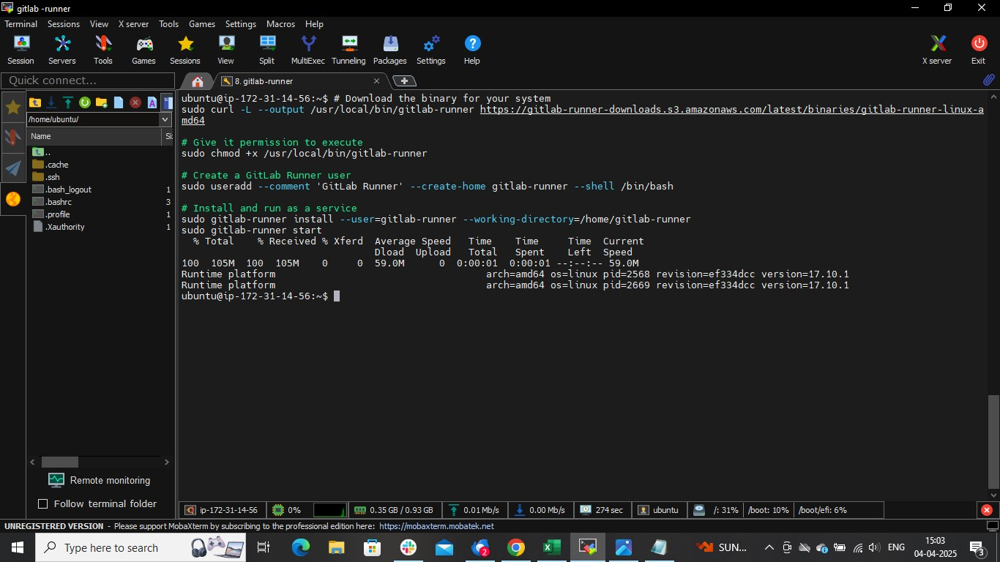 gitlab -runner
Terminal Sessions View X server Tools Games Settings Macros Help
Session Servers Tools Games Sessions View Split MultiExec Tunneling Packages Settings Help X server Exit
Quick connect...
8. gitlab-runner
/home/ubuntu/
Name Si
..
.cache
.ssh
.bash_logout 1
.bashrc 3
.profile 1
.Xauthority 1
Remote monitoring
Follow terminal folder
ubuntu@ip-172-31-14-56:~$ # Download the binary for your system
sudo curl -L --output /usr/local/bin/gitlab-runner https://gitlab-runner-downloads.s3.amazonaws.com/latest/binaries/gitlab-runner-linux-a
md64
# Give it permission to execute
sudo chmod +x /usr/local/bin/gitlab-runner
# Create a GitLab Runner user
sudo useradd --comment 'GitLab Runner' --create-home gitlab-runner --shell /bin/bash
# Install and run as a service
sudo gitlab-runner install --user=gitlab-runner --working-directory=/home/gitlab-runner
sudo gitlab-runner start
% Total % Received % Xferd Average Speed Time Time Time Current
Dload Upload Total Spent Left Speed
100 105M 100 105M 0 0 59.0M 0 0:00:01 0:00:01 --:--:-- 59.0M
Runtime platform arch=amd64 os=linux pid=2568 revision=ef334dcc version=17.10.1
Runtime platform arch=amd64 os=linux pid=2669 revision=ef334dcc version=17.10.1
ubuntu@ip-172-31-14-56:~$
ip-172-31-14-56 0% 0.35 GB / 0.93 GB 0.01 Mb/s 0.00 Mb/s 274 sec ubuntu /: 31% /boot: 10% /boot/efi: 6%
UNREGISTERED VERSION - Please support MobaXterm by subscribing to the professional edition here: https://mobaxterm.mobatek.net
Type here to search 2 SUN... ENG 15:03 3
04-04-2025